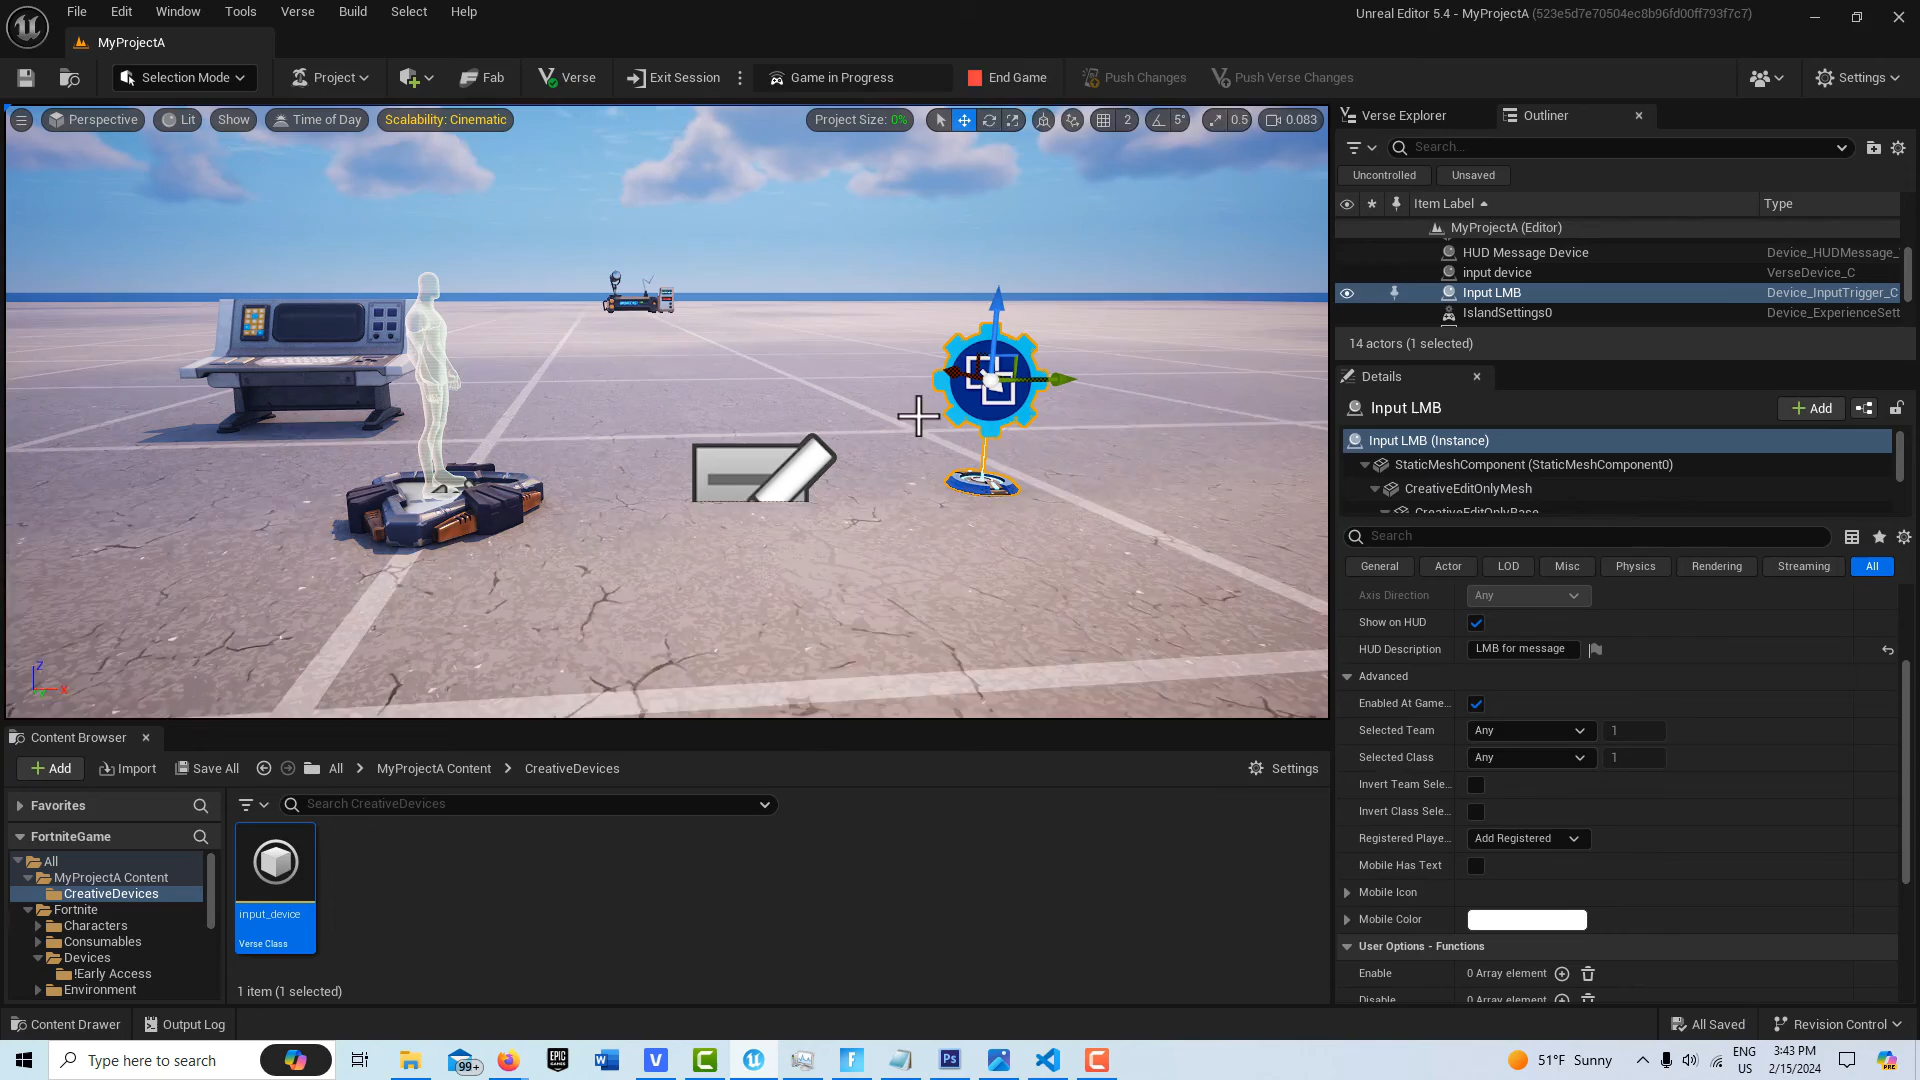 File Edit Window Tools Verse Build Select Help
Unreal Editor 5.4 - MyProjectA (523e5d7e70504ec8b96fd00ff793f7c7)
MyProjectA
Selection Mode Project Fab Verse Exit Session Game in Progress End Game Push Changes Push Verse Changes Settings
Perspective Lit Show Time of Day Scalability: Cinematic Project Size: 0% 2 5° 0.5 0.083
Z
X
Verse Explorer Outliner
Search...
Uncontrolled Unsaved
Item Label Type
MyProjectA (Editor)
HUD Message Device Device_HUDMessage_
input device VerseDevice_C
Input LMB Device_InputTrigger_C
IslandSettings0 Device_ExperienceSett
14 actors (1 selected)
Details
Input LMB Add
Input LMB (Instance)
StaticMeshComponent (StaticMeshComponent0)
CreativeEditOnlyMesh
CreativeEditOnlyBase
Search
General Actor LOD Misc Physics Rendering Streaming All
Axis Direction Any
Show on HUD
HUD Description LMB for message
Advanced
Enabled At Game...
Selected Team Any 1
Selected Class Any 1
Invert Team Sele...
Invert Class Sele...
Registered Playe... Add Registered
Mobile Has Text
Mobile Icon
Mobile Color
User Options - Functions
Enable 0 Array element
Disable 0 Array element
Content Browser
Add Import Save All All MyProjectA Content CreativeDevices Settings
Favorites
Search CreativeDevices
FortniteGame
All
MyProjectA Content
CreativeDevices
Fortnite
Characters
Consumables
Devices
!Early Access
Environment
input_device
Verse Class
1 item (1 selected)
Content Drawer Output Log All Saved Revision Control
Type here to search
99+
EPIC GAMES
Ps
51°F Sunny
ENG
US
3:43 PM
2/15/2024
PRE